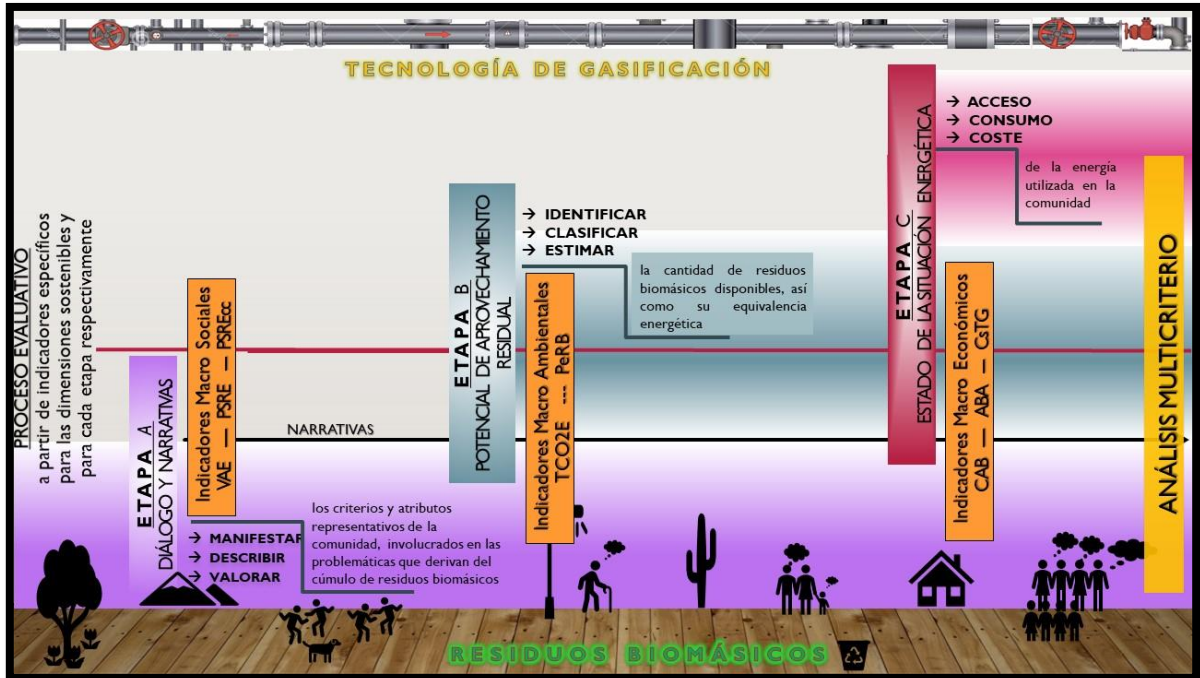 TECNOLOGÍA DE GASIFICACIÓN
PROCESO EVALUATIVO
a partir de indicadores específicos
para las dimensiones sostenibles y
para cada etapa respectivamente
ETAPA A
DIÁLOGO Y NARRATIVAS
Indicadores Macro Sociales
VAE — PSRE — PSREcc
→ MANIFESTAR
→ DESCRIBIR
→ VALORAR
NARRATIVAS
los criterios y atributos
representativos de la
comunidad, involucrados en las
problemáticas que derivan del
cúmulo de residuos biomásicos
ETAPA B
POTENCIAL DE APROVECHAMIENTO
RESIDUAL
→ IDENTIFICAR
→ CLASIFICAR
→ ESTIMAR
la cantidad de residuos
biomásicos disponibles, así
como su equivalencia
energética
Indicadores Macro Ambientales
TCO2E --- PeRB
ETAPA C
ESTADO DE LA SITUACIÓN ENERGÉTICA
→ ACCESO
→ CONSUMO
→ COSTE
de la energía
utilizada en la
comunidad
Indicadores Macro Económicos
CAB — ABA — CsTG
ANÁLISIS MULTICRITERIO
RESIDUOS BIOMÁSICOS